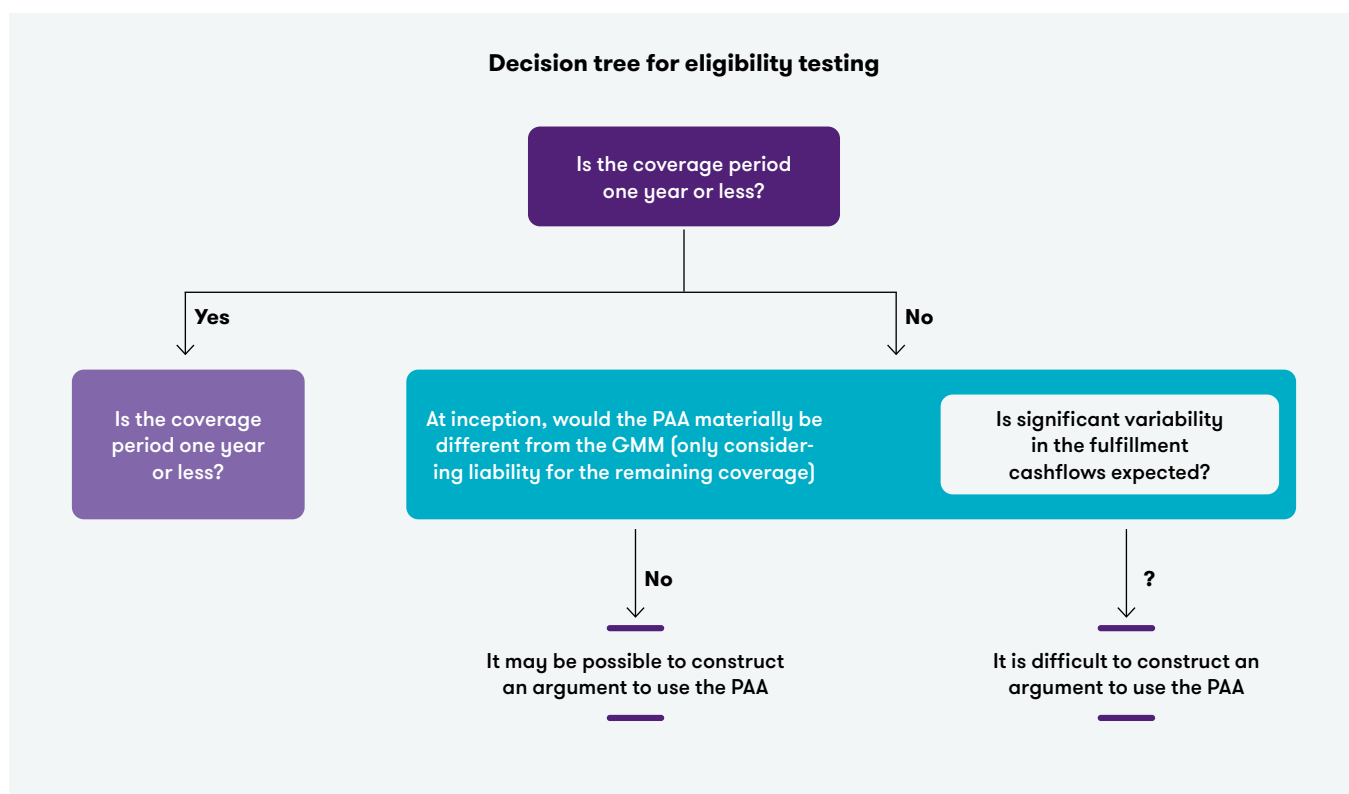 Decision tree for eligibility testing
Is the coverage period
one year or less?
Yes
No
Is the coverage
period one year
or less?
At inception, would the PAA materially be
different from the GMM (only consider-
ing liability for the remaining coverage)
Is significant variability
in the fulfillment
cashflows expected?
No
?
It may be possible to construct
an argument to use the PAA
It is difficult to construct an
argument to use the PAA